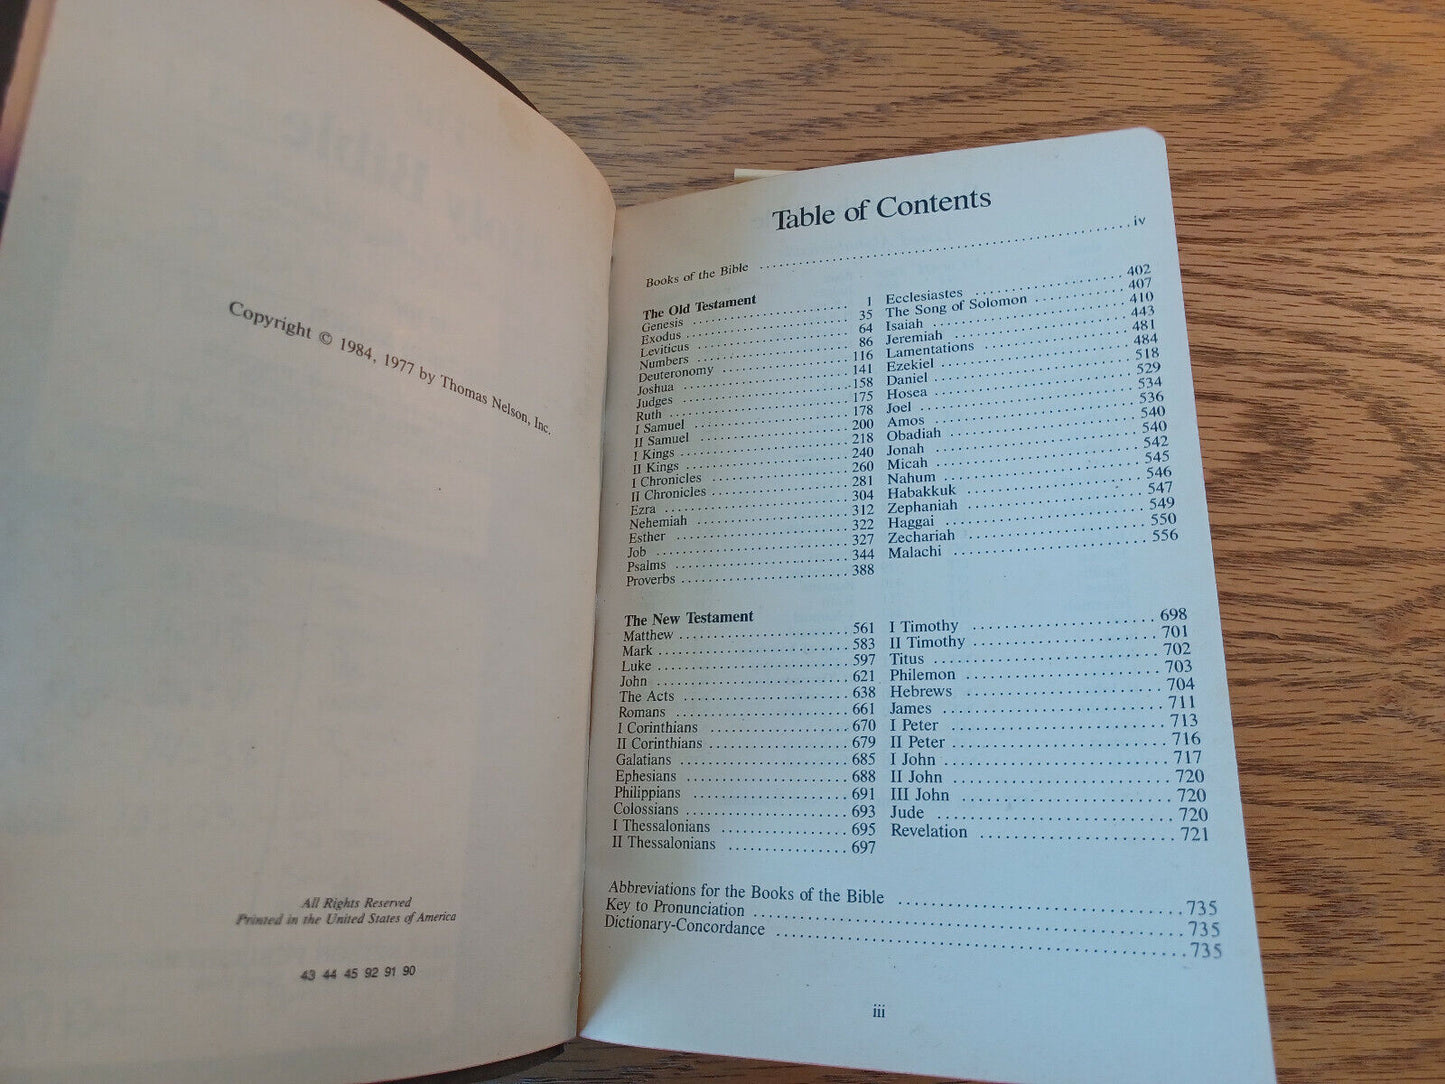 Copyright © 1984, 1977 by Thomas Nelson, Inc.
All Rights Reserved
Printed in the United States of America
43 44 45 92 91 90
Table of Contents
Books of the Bible ........ iv
The Old Testament
Genesis ........ 1
Exodus ........ 35
Leviticus ........ 64
Numbers ........ 86
Deuteronomy ........ 116
Joshua ........ 141
Judges ........ 158
Ruth ........ 175
I Samuel ........ 178
II Samuel ........ 200
I Kings ........ 218
II Kings ........ 240
I Chronicles ........ 260
II Chronicles ........ 281
Ezra ........ 304
Nehemiah ........ 312
Esther ........ 322
Job ........ 327
Psalms ........ 344
Proverbs ........ 388
Ecclesiastes ........ 402
The Song of Solomon ........ 407
Isaiah ........ 410
Jeremiah ........ 443
Lamentations ........ 481
Ezekiel ........ 484
Daniel ........ 518
Hosea ........ 529
Joel ........ 534
Amos ........ 536
Obadiah ........ 540
Jonah ........ 540
Micah ........ 542
Nahum ........ 545
Habakkuk ........ 546
Zephaniah ........ 547
Haggai ........ 549
Zechariah ........ 550
Malachi ........ 556
The New Testament
Matthew ........ 561
Mark ........ 583
Luke ........ 597
John ........ 621
The Acts ........ 638
Romans ........ 661
I Corinthians ........ 670
II Corinthians ........ 679
Galatians ........ 685
Ephesians ........ 688
Philippians ........ 691
Colossians ........ 693
I Thessalonians ........ 695
II Thessalonians ........ 697
I Timothy ........ 698
II Timothy ........ 701
Titus ........ 702
Philemon ........ 703
Hebrews ........ 704
James ........ 711
I Peter ........ 713
II Peter ........ 716
I John ........ 717
II John ........ 720
III John ........ 720
Jude ........ 720
Revelation ........ 721
Abbreviations for the Books of the Bible ........ 735
Key to Pronunciation ........ 735
Dictionary-Concordance ........ 735
iii